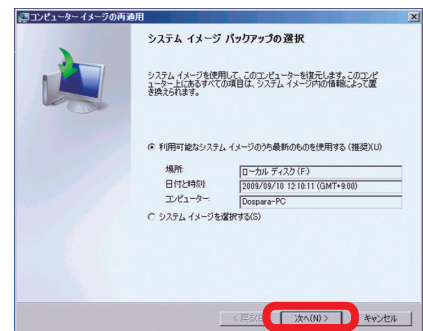 コンピューター イメージの再適用
システム イメージ バックアップの選択
システム イメージを使用して、このコンピューターを復元します。このコンピ
ューター上にあるすべての項目は、システム イメージ内の情報によって置
き換えられます。
利用可能なシステム イメージのうち最新のものを使用する (推奨)(U)
場所: ローカル ディスク (F:)
日付と時刻: 2009/09/10 12:10:11 (GMT+9:00)
コンピューター: Dospara-PC
システム イメージを選択する(S)
< 戻る 次へ(N) > キャンセル